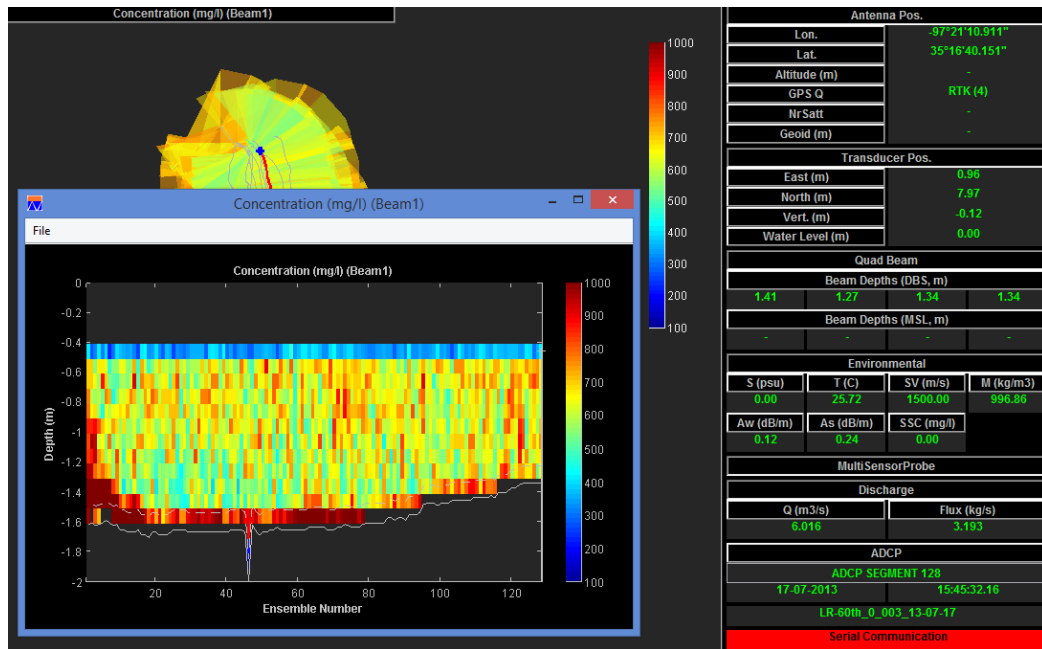 Concentration (mg/l) (Beam1)
1000
900
800
700
600
500
400
300
200
100
Concentration (mg/l) (Beam1)
File
Concentration (mg/l) (Beam1)
Depth (m)
0
-0.2
-0.4
-0.6
-0.8
-1
-1.2
-1.4
-1.6
-1.8
-2
20 40 60 80 100 120
Ensemble Number
1000
900
800
700
600
500
400
300
200
100
Antenna Pos.
Lon. -97°21'10.911"
Lat. 35°16'40.151"
Altitude (m) -
GPS Q RTK (4)
NrSatt -
Geoid (m) -
Transducer Pos.
East (m) 0.96
North (m) 7.97
Vert. (m) -0.12
Water Level (m) 0.00
Quad Beam
Beam Depths (DBS, m)
1.41 1.27 1.34 1.34
Beam Depths (MSL, m)
- - - -
Environmental
S (psu) T (C) SV (m/s) M (kg/m3)
0.00 25.72 1500.00 996.86
Aw (dB/m) As (dB/m) SSC (mg/l)
0.12 0.24 0.00
MultiSensorProbe
Discharge
Q (m3/s) Flux (kg/s)
6.016 3.193
ADCP
ADCP SEGMENT 128
17-07-2013 15:45:32.16
LR-60th_0_003_13-07-17
Serial Communication